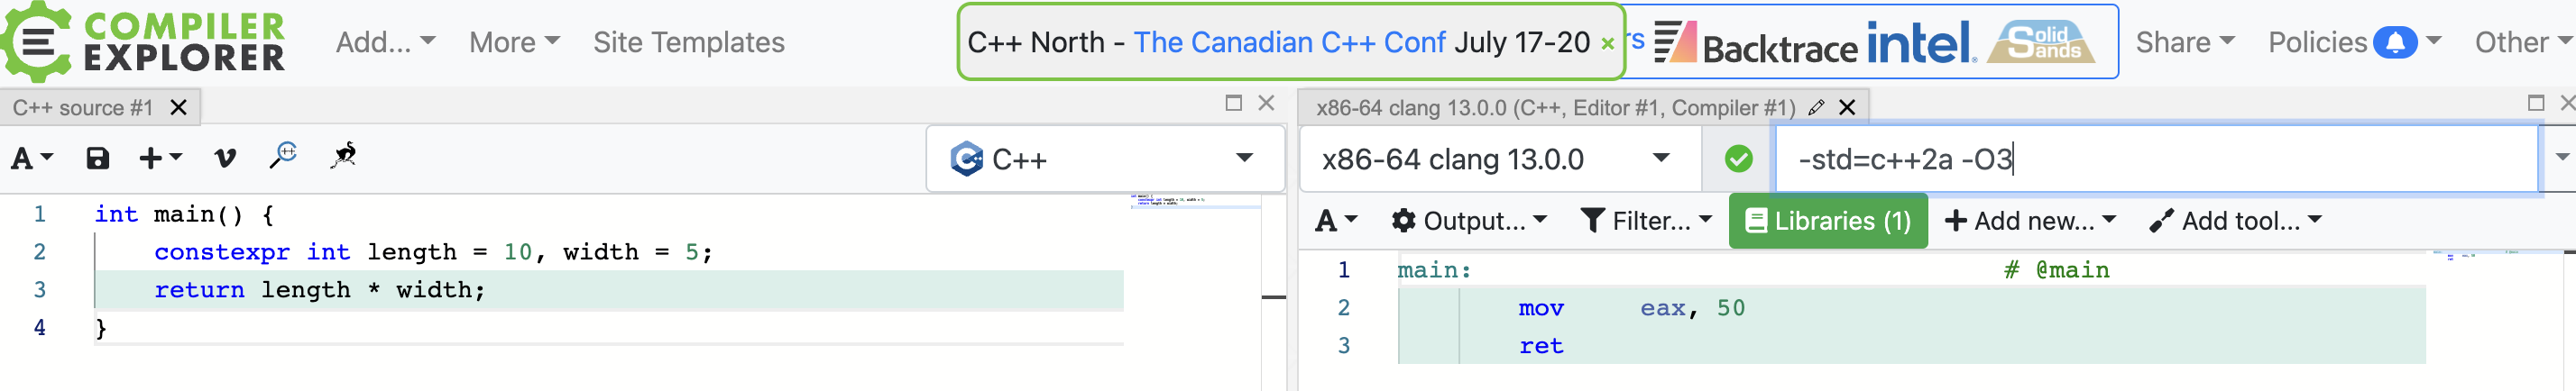 COMPILER EXPLORER
Add... More Site Templates
C++ North - The Canadian C++ Conf July 17-20 ×
rs Backtrace intel. Solid Sands
Share Policies Other
C++ source #1
A
C++
1 int main() {
2 constexpr int length = 10, width = 5;
3 return length * width;
4 }
x86-64 clang 13.0.0 (C++, Editor #1, Compiler #1)
x86-64 clang 13.0.0 -std=c++2a -O3
A Output... Filter... Libraries (1) + Add new... Add tool...
1 main: # @main
2 mov eax, 50
3 ret